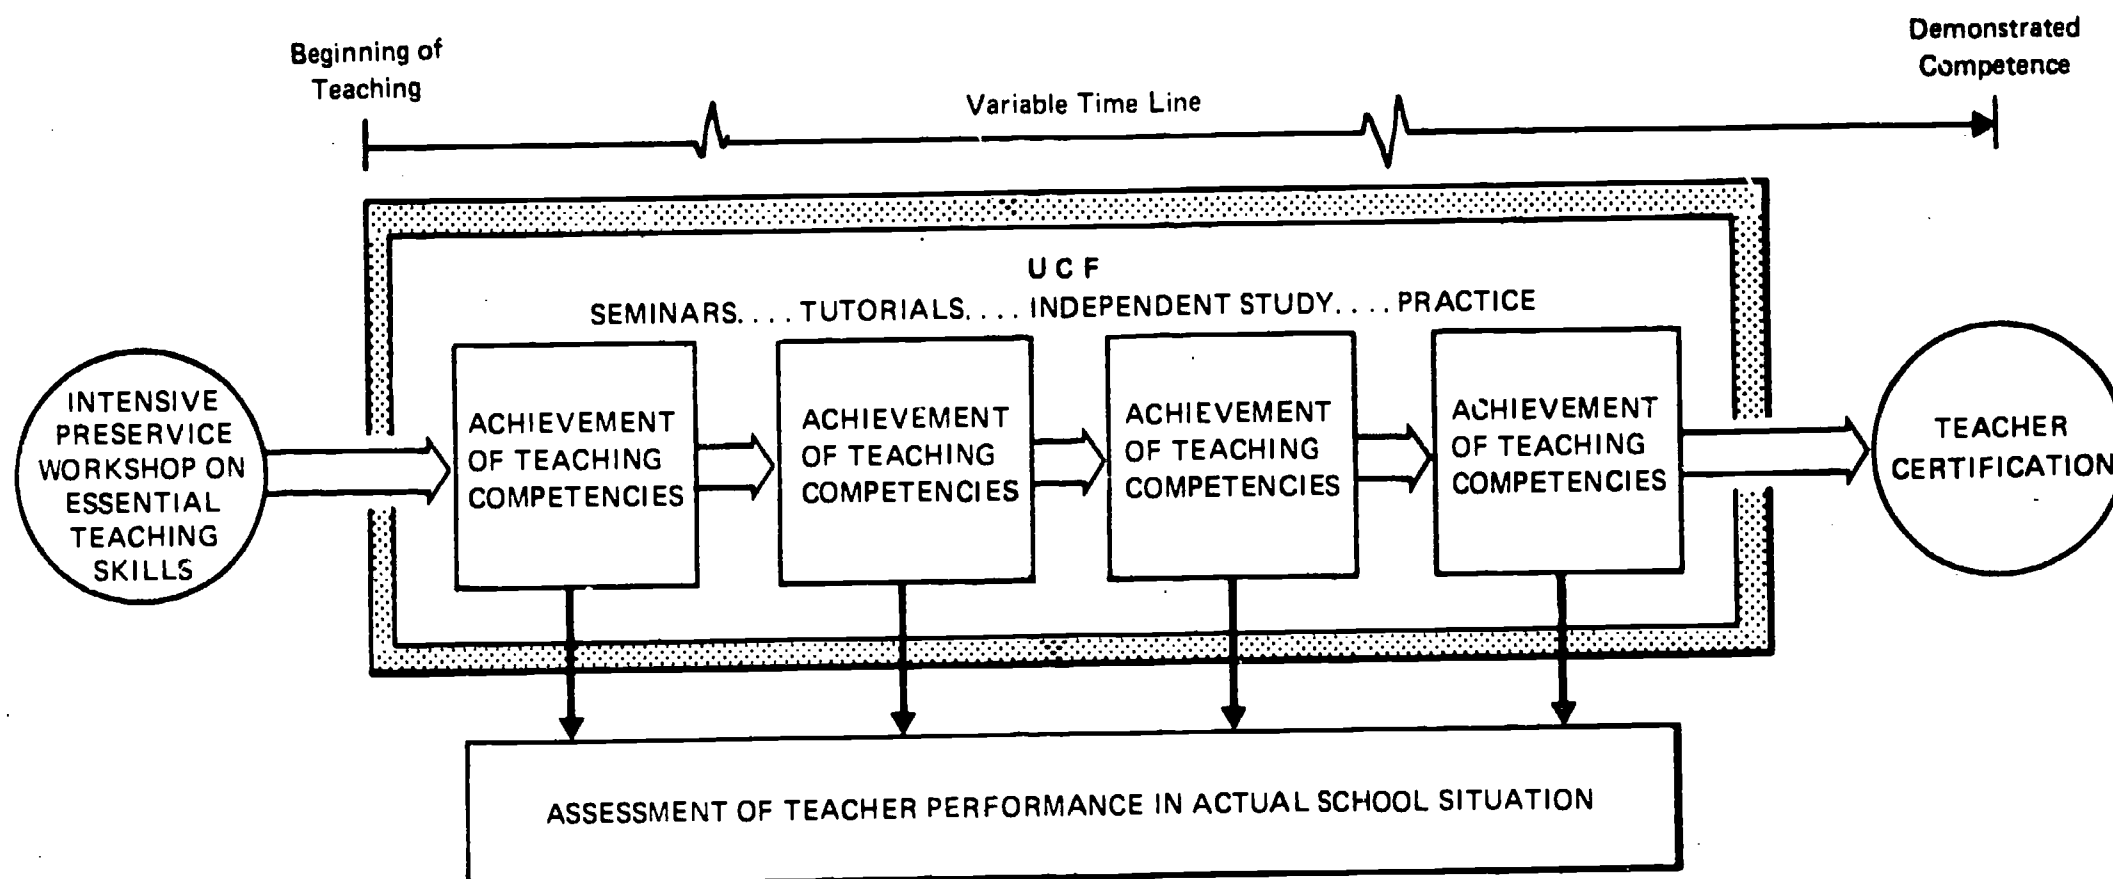 Beginning of
Teaching
Variable Time Line
Demonstrated
Competence
U C F
SEMINARS. . . . TUTORIALS. . . . INDEPENDENT STUDY. . . . PRACTICE
INTENSIVE
PRESERVICE
WORKSHOP ON
ESSENTIAL
TEACHING
SKILLS
ACHIEVEMENT
OF TEACHING
COMPETENCIES
ACHIEVEMENT
OF TEACHING
COMPETENCIES
ACHIEVEMENT
OF TEACHING
COMPETENCIES
ACHIEVEMENT
OF TEACHING
COMPETENCIES
TEACHER
CERTIFICATION
ASSESSMENT OF TEACHER PERFORMANCE IN ACTUAL SCHOOL SITUATION